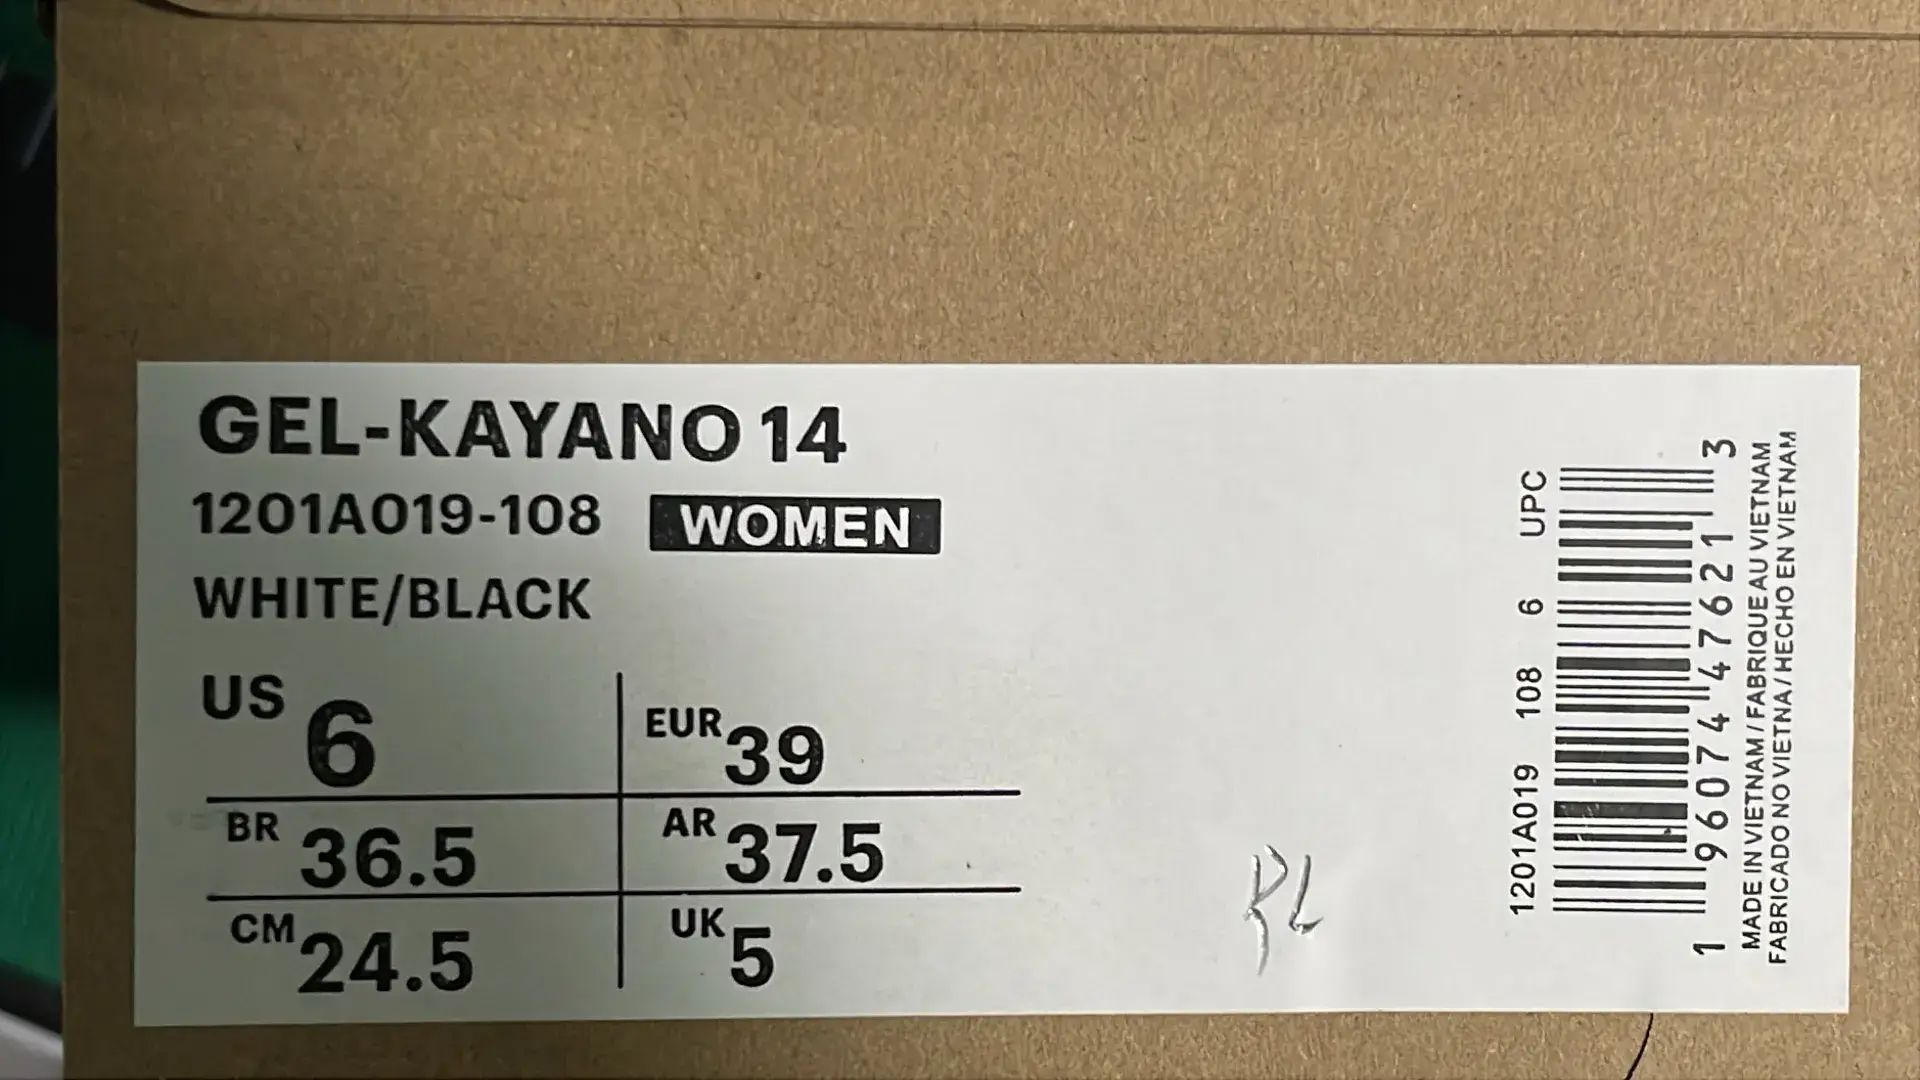 GEL-KAYANO 14
1201A019-108 WOMEN
WHITE/BLACK
US 6 EUR 39
BR 36.5 AR 37.5
CM 24.5 UK 5
RL
1201A019 108 6 UPC
1 96074 47621 3
MADE IN VIETNAM / FABRIQUE AU VIETNAM
FABRICADO NO VIETNA / HECHO EN VIETNAM